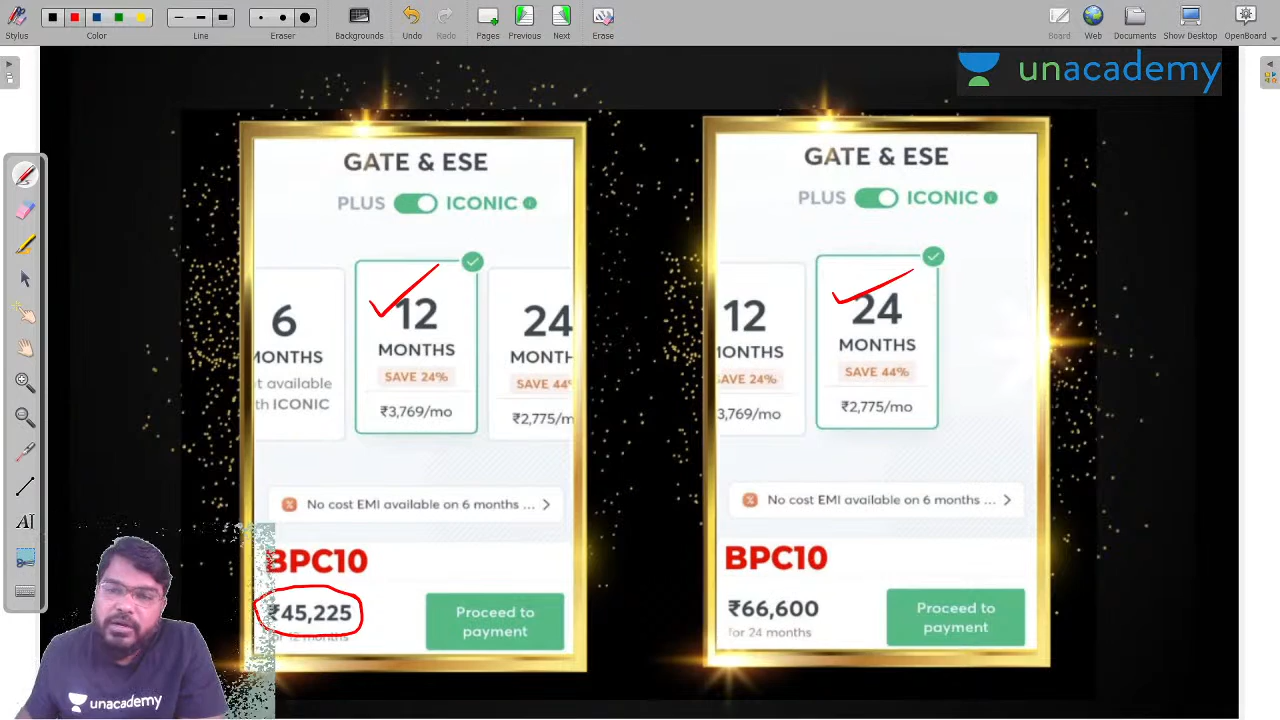 Stylus
Color
Line
Eraser
Backgrounds
Undo
Redo
Pages
Previous
Next
Erase
Board
Web
Documents
Show Desktop
OpenBoard
unacademy
GATE & ESE
PLUS ICONIC
6
MONTHS
t available
th ICONIC
12
MONTHS
SAVE 24%
₹3,769/mo
24
MONTH
SAVE 44%
₹2,775/m
No cost EMI available on 6 months ...
BPC10
₹45,225
or 12 months
Proceed to
payment
GATE & ESE
PLUS ICONIC
12
MONTHS
SAVE 24%
3,769/mo
24
MONTHS
SAVE 44%
₹2,775/mo
No cost EMI available on 6 months ...
BPC10
₹66,600
for 24 months
Proceed to
payment
AI
unacademy